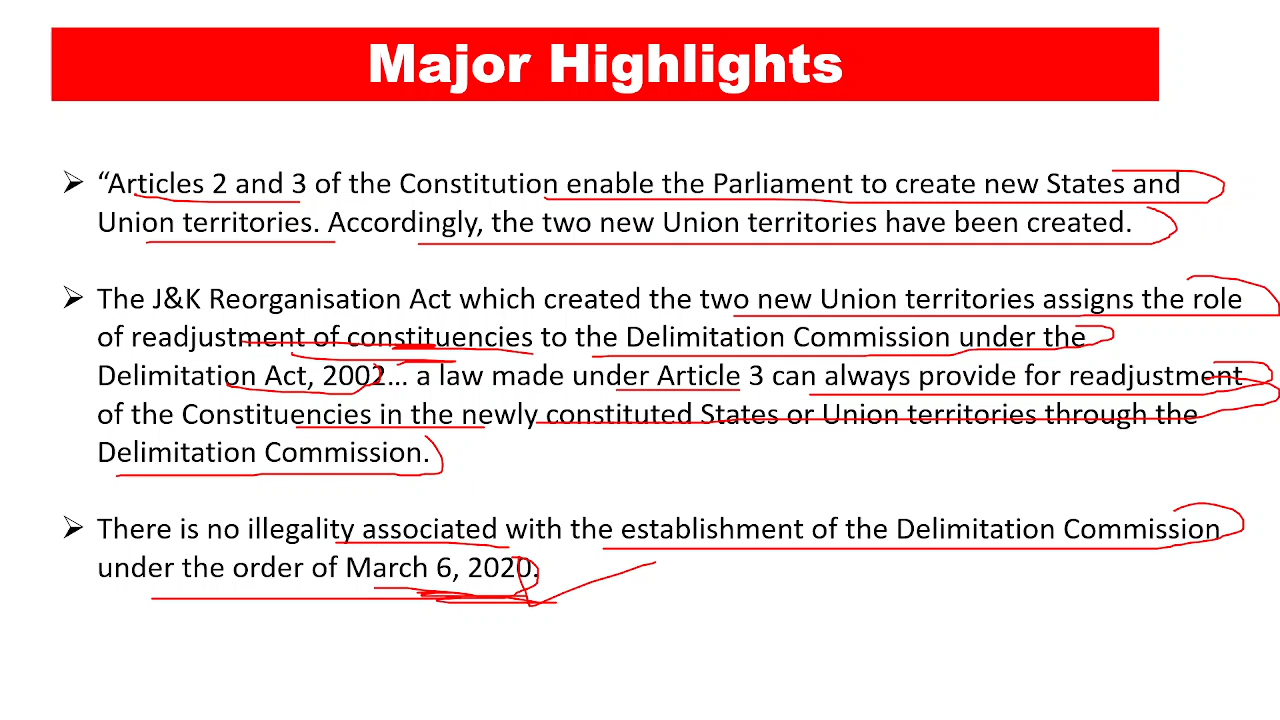 Major Highlights
➢ “Articles 2 and 3 of the Constitution enable the Parliament to create new States and
Union territories. Accordingly, the two new Union territories have been created.
➢ The J&K Reorganisation Act which created the two new Union territories assigns the role
of readjustment of constituencies to the Delimitation Commission under the
Delimitation Act, 2002… a law made under Article 3 can always provide for readjustment
of the Constituencies in the newly constituted States or Union territories through the
Delimitation Commission.
➢ There is no illegality associated with the establishment of the Delimitation Commission
under the order of March 6, 2020.